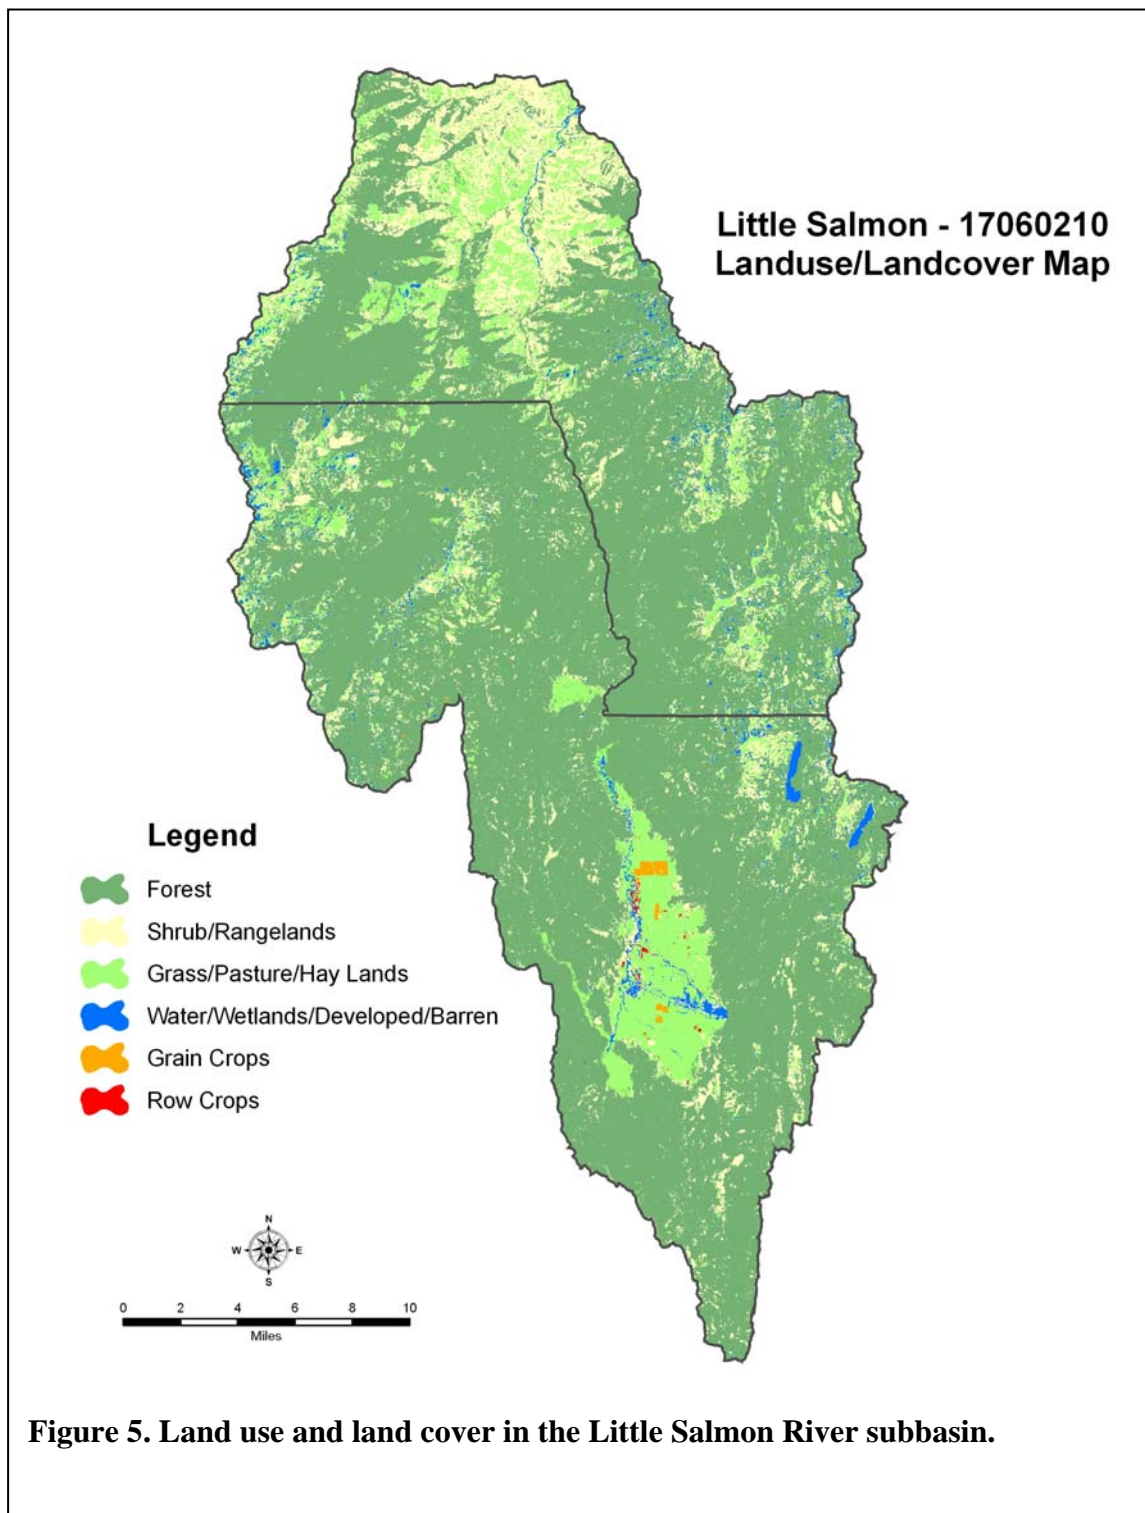 Little Salmon - 17060210
Landuse/Landcover Map
Legend
Forest
Shrub/Rangelands
Grass/Pasture/Hay Lands
Water/Wetlands/Developed/Barren
Grain Crops
Row Crops
N
W E
S
0 2 4 6 8 10
Miles
Figure 5. Land use and land cover in the Little Salmon River subbasin.